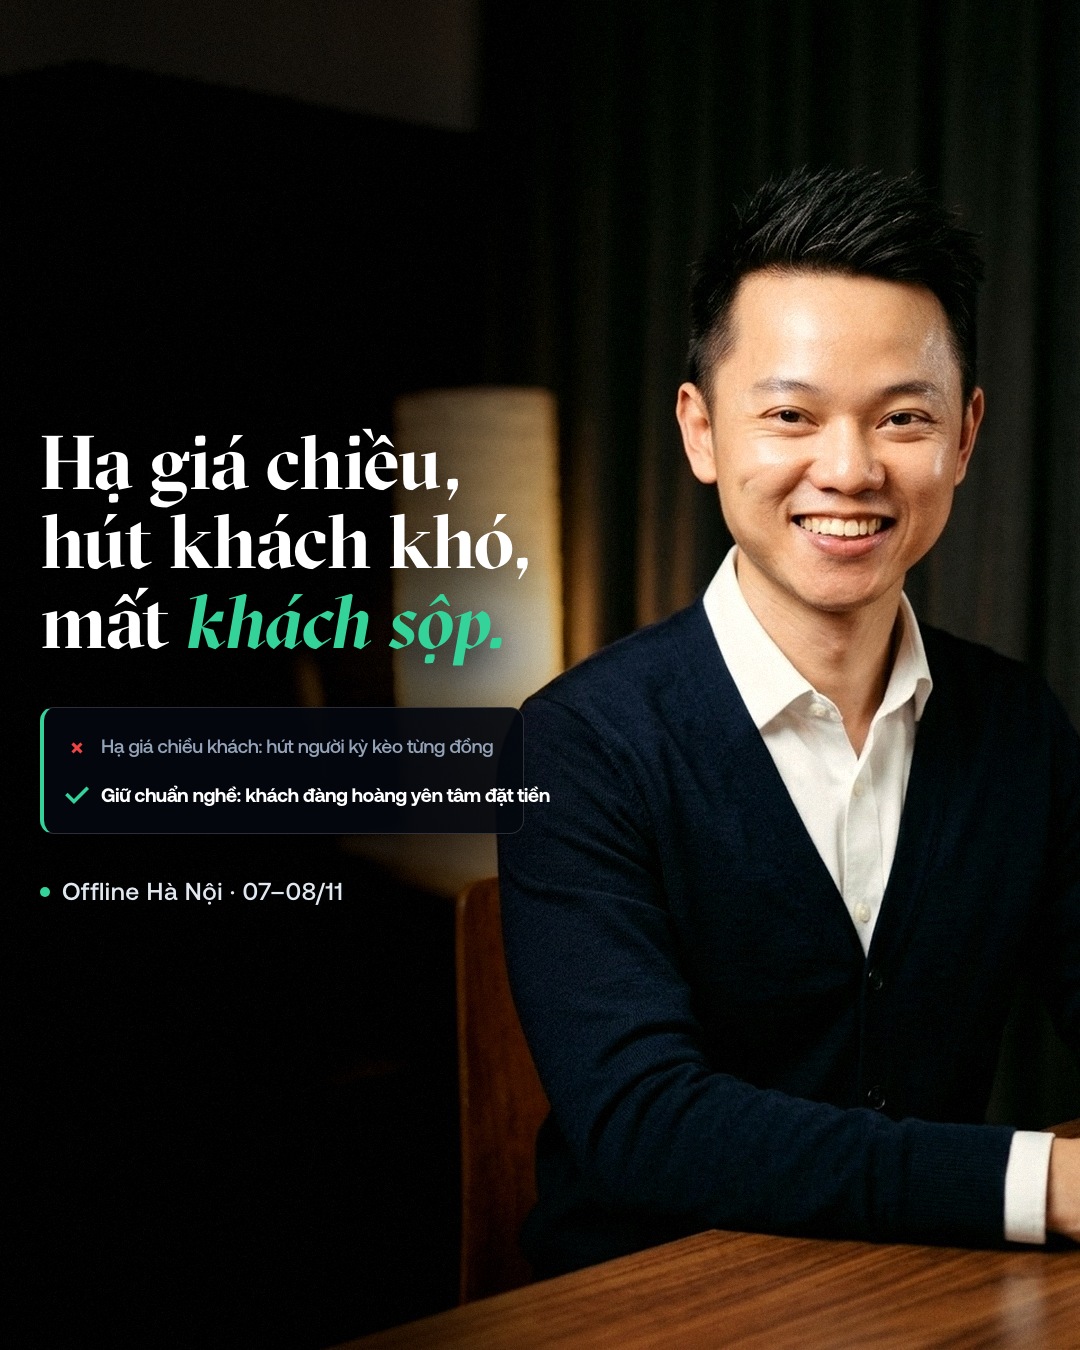 Hạ giá chiều,
hút khách khó,
mất khách sộp.
× Hạ giá chiều khách: hút người kỳ kèo từng đồng
✓ Giữ chuẩn nghề: khách đàng hoàng yên tâm đặt tiền
Offline Hà Nội · 07–08/11